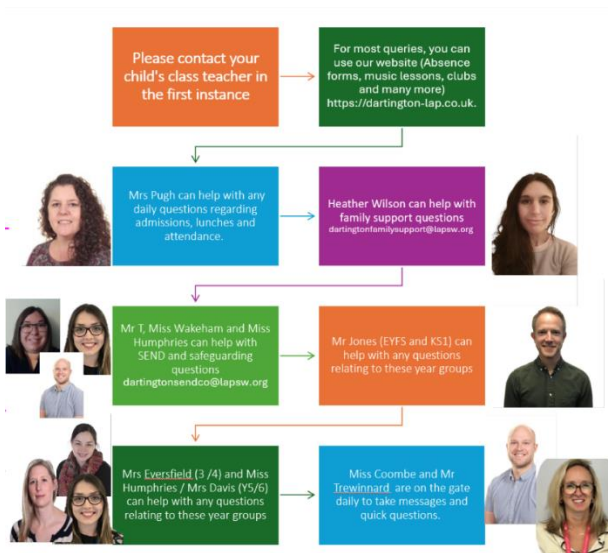 Please contact your
child's class teacher in
the first instance
For most queries, you can
use our website (Absence
forms, music lessons, clubs
and many more)
https://dartington-lap.co.uk.
Mrs Pugh can help with any
daily questions regarding
admissions, lunches and
attendance.
Heather Wilson can help with
family support questions
dartingtonfamilysupport@lapsw.org
Mr T, Miss Wakeham and Miss
Humphries can help with
SEND and safeguarding
questions
dartingtonsendco@lapsw.org
Mr Jones (EYFS and KS1) can
help with any questions
relating to these year groups
Mrs Eversfield (3 /4) and Miss
Humphries / Mrs Davis (Y5/6)
can help with any questions
relating to these year groups
Miss Coombe and Mr
Trewinnard are on the gate
daily to take messages and
quick questions.